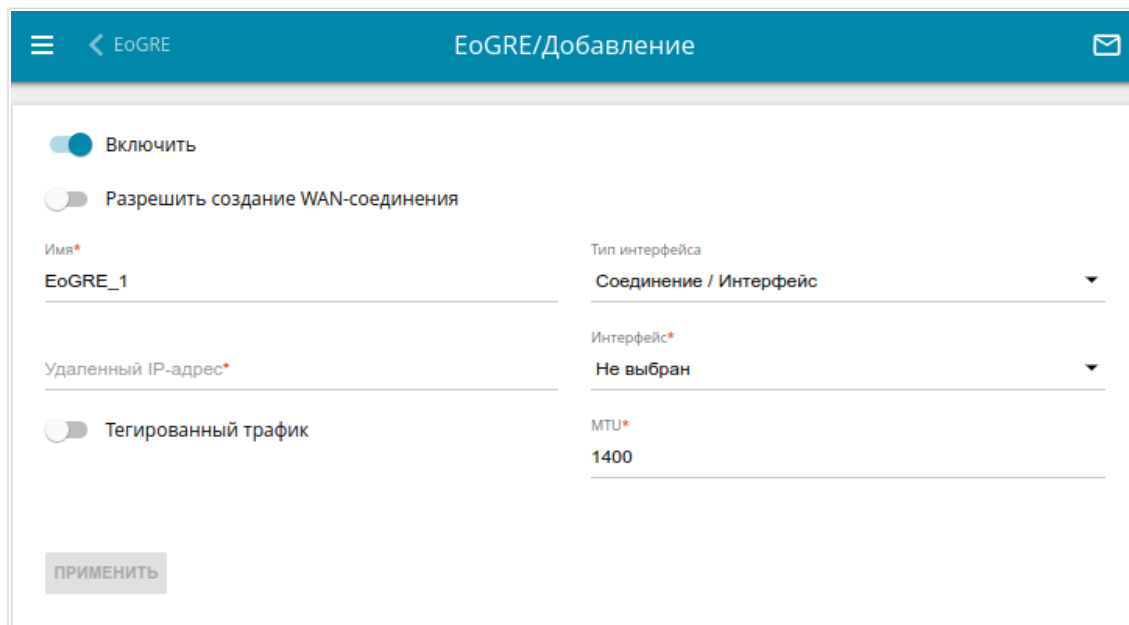 EoGRE
EoGRE/Добавление
Включить
Разрешить создание WAN-соединения
Имя*
EoGRE_1
Тип интерфейса
Соединение / Интерфейс
Удаленный IP-адрес*
Интерфейс*
Не выбран
Тегированный трафик
MTU*
1400
ПРИМЕНИТЬ